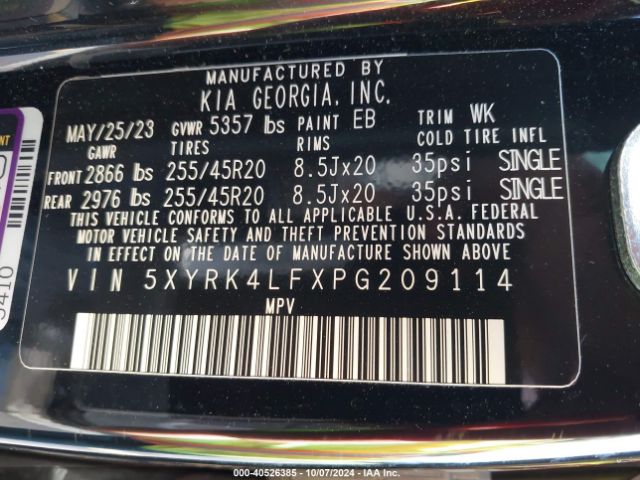 MANUFACTURED BY
KIA GEORGIA, INC.
MAY/25/23 GVWR 5357 lbs PAINT EB TRIM WK
GAWR TIRES RIMS COLD TIRE INFL
FRONT 2866 lbs 255/45R20 8.5Jx20 35psi SINGLE
REAR 2976 lbs 255/45R20 8.5Jx20 35psi SINGLE
THIS VEHICLE CONFORMS TO ALL APPLICABLE U.S.A. FEDERAL
MOTOR VEHICLE SAFETY AND THEFT PREVENTION STANDARDS
IN EFFECT ON THE DATE OF MANUFACTURE SHOWN ABOVE.
VIN 5XYRK4LFXPG209114
MPV
5410
000-40526385 - 10/07/2024 - IAAI.COM